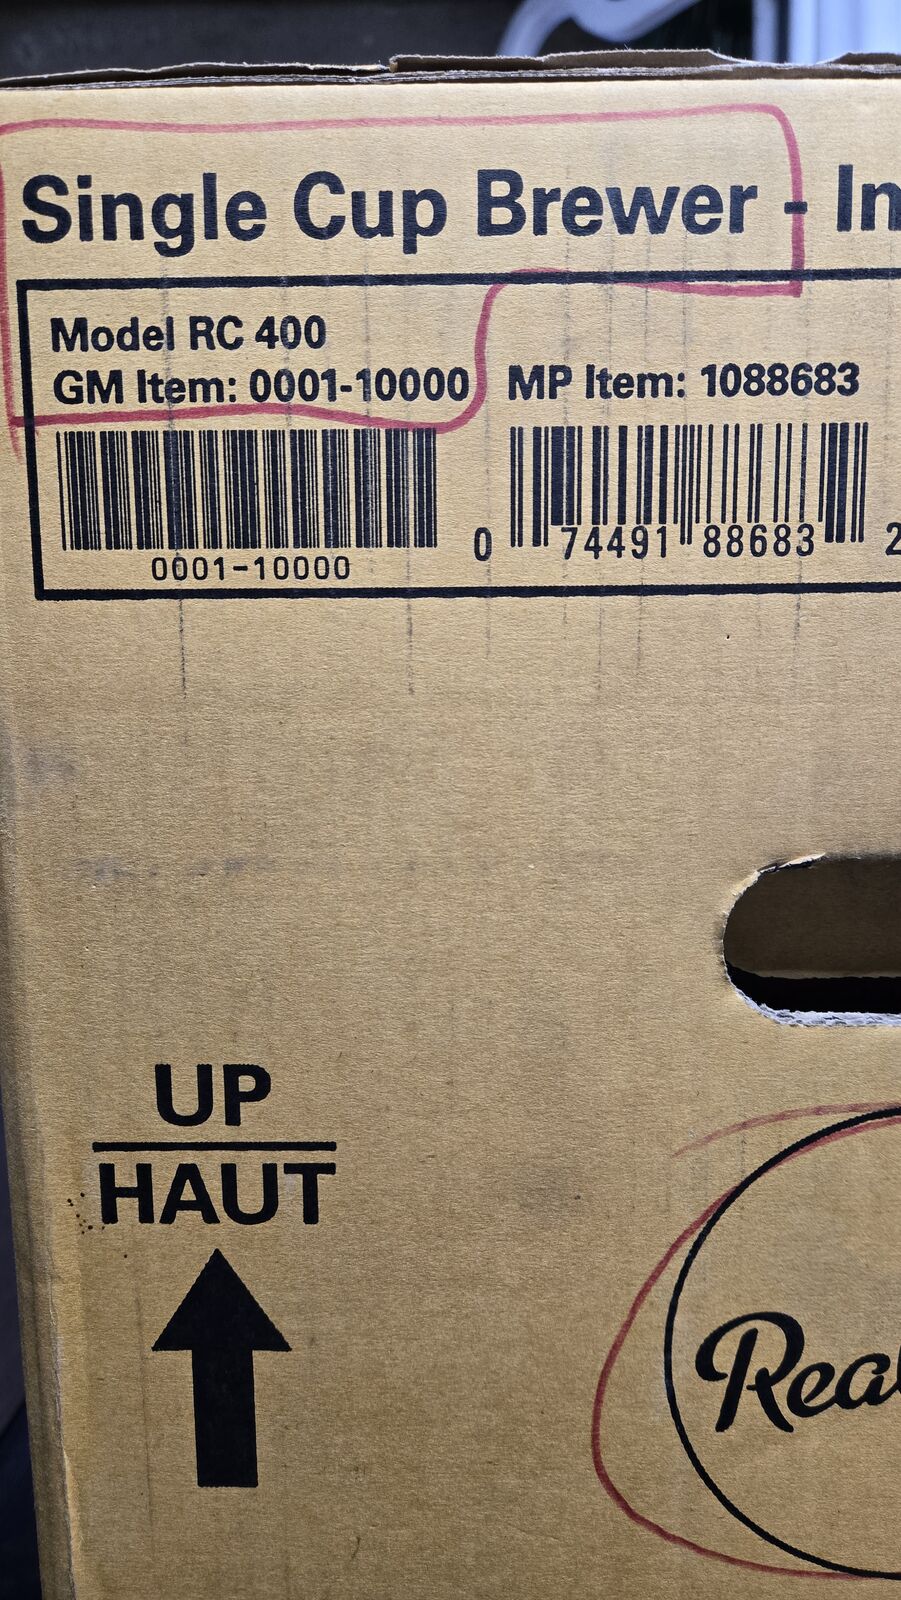 Single Cup Brewer - In
Model RC 400
GM Item: 0001-10000
MP Item: 1088683
0001-10000
0 74491 88683 2
UP
HAUT
Real